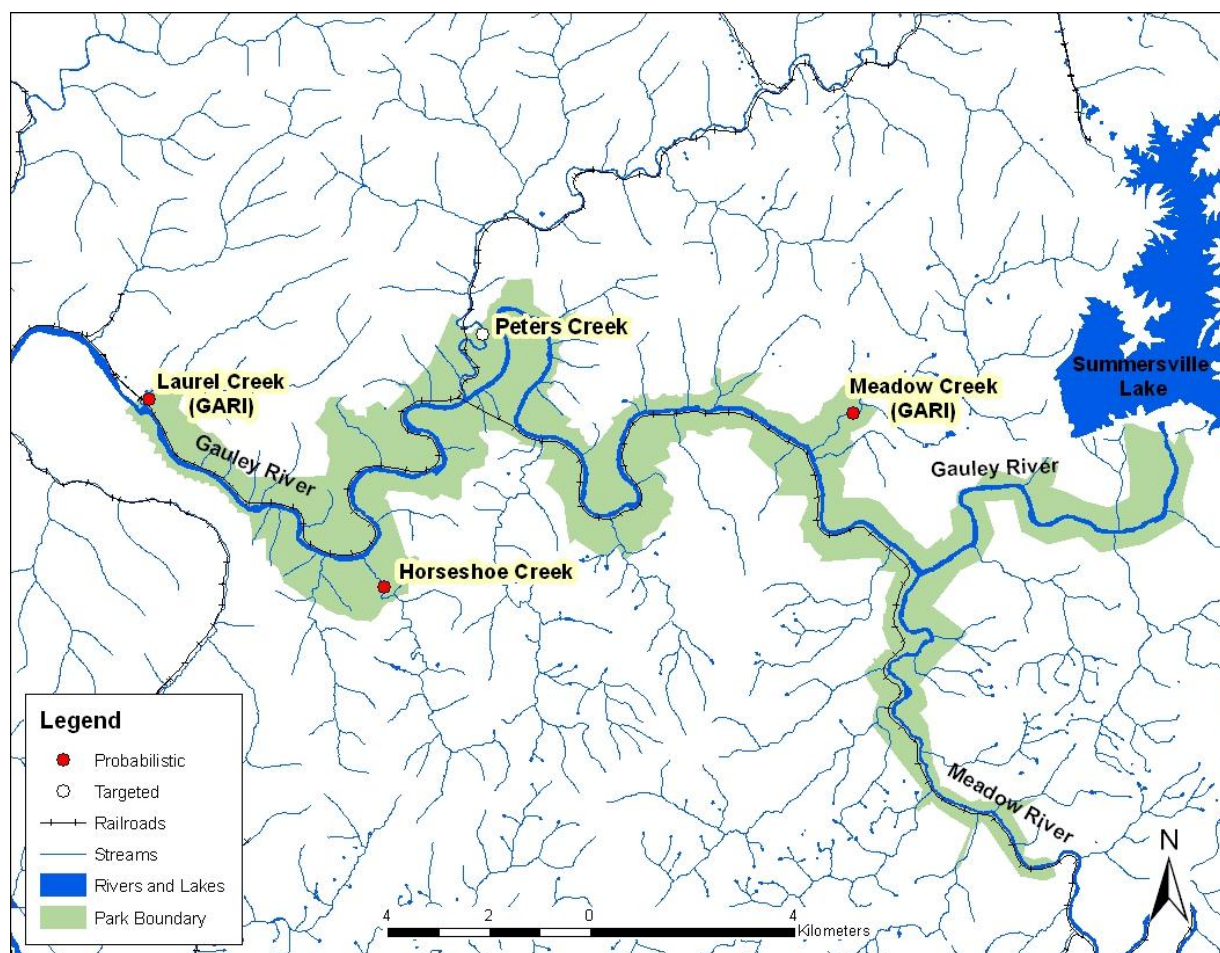 Peters Creek
Laurel Creek
(GARI)
Meadow Creek
(GARI)
Summersville
Lake
Gauley River
Gauley River
Horseshoe Creek
Meadow River
Legend
Probabilistic
Targeted
Railroads
Streams
Rivers and Lakes
Park Boundary
N
4 2 0 4
Kilometers